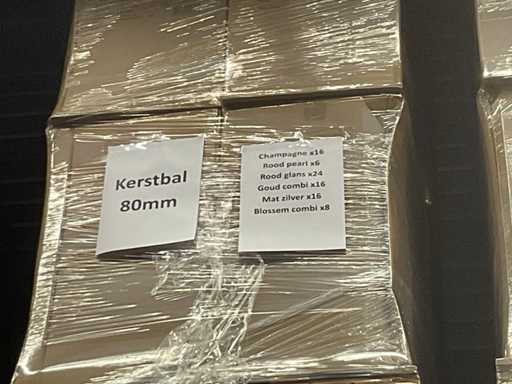 Kerstbal
80mm
Champagne x16
Rood pearl x6
Rood glans x24
Goud combi x16
Mat zilver x16
Blossem combi x8